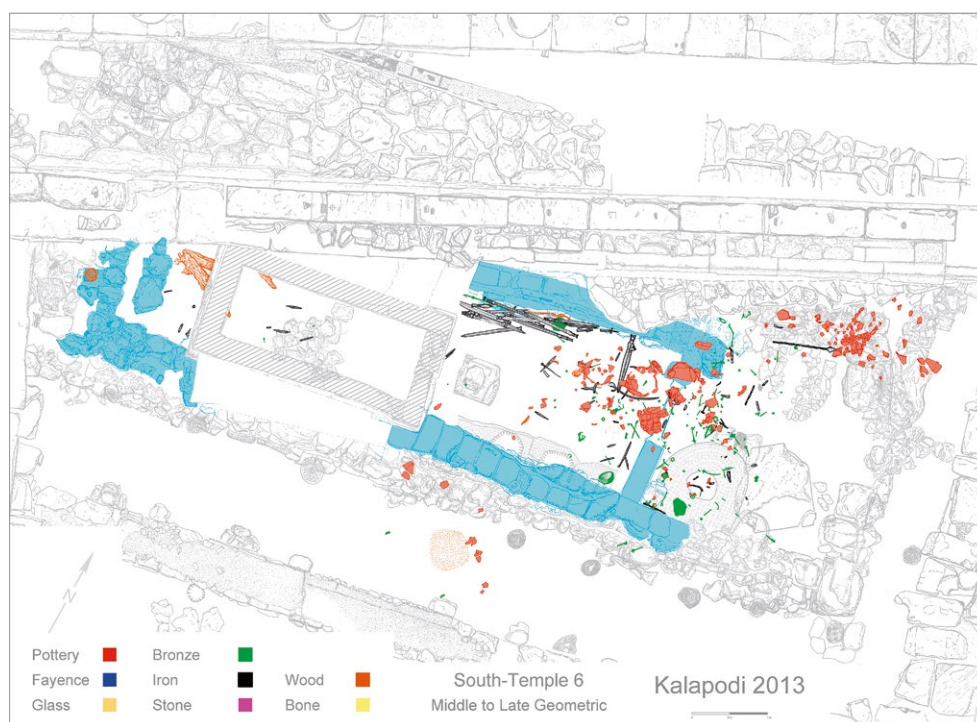 N
Pottery Bronze
Fayence Iron Wood
Glass Stone Bone
South-Temple 6
Middle to Late Geometric
Kalapodi 2013